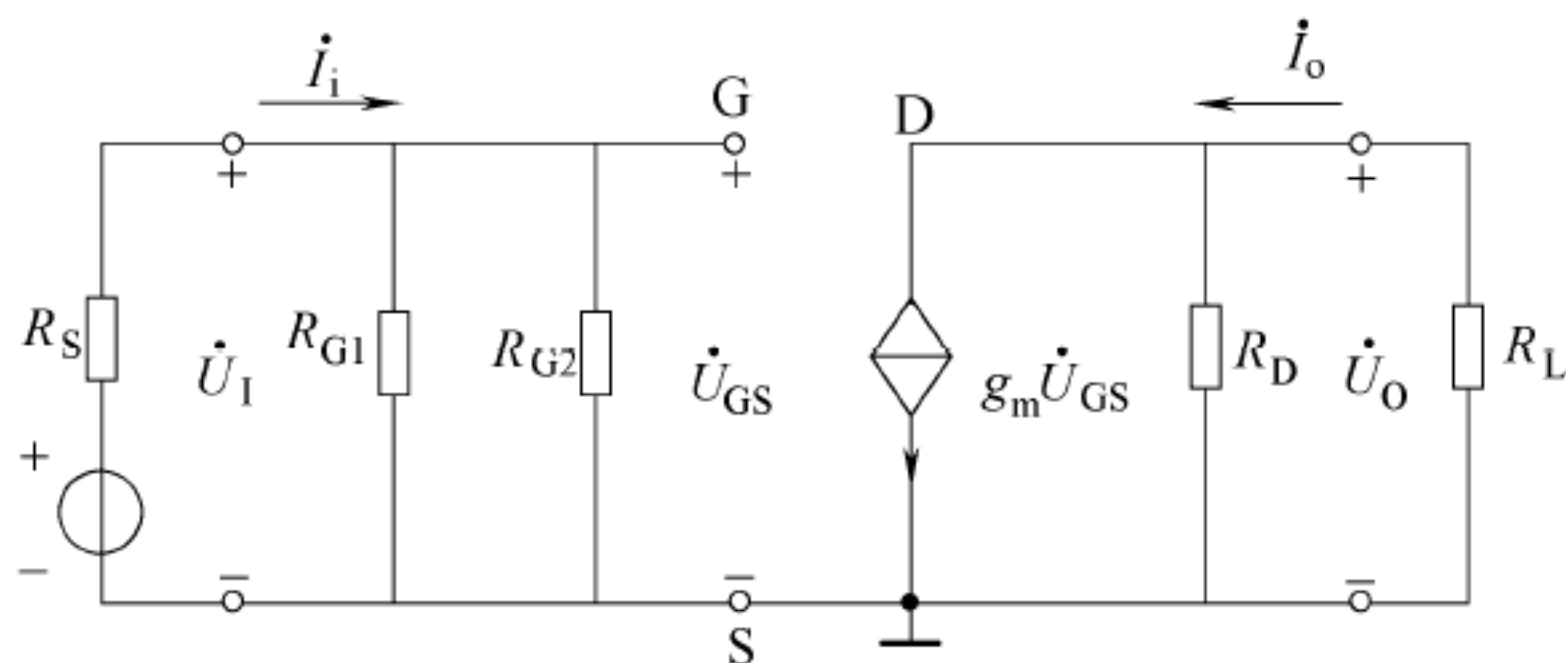 İi
G
D
İo
+
+
+
RS
U̇I
RG1
RG2
U̇GS
gmU̇GS
RD
U̇O
RL
+
−
−
−
−
S